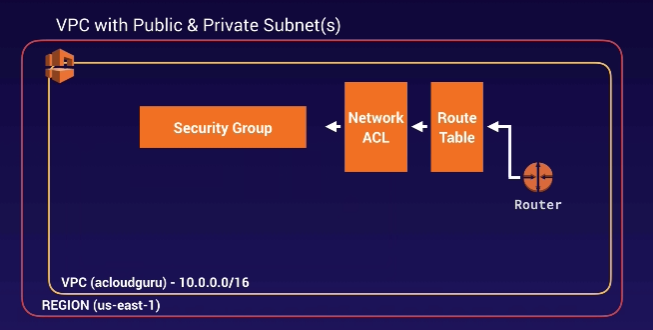 VPC with Public & Private Subnet(s)
Security Group
Network
ACL
Route
Table
Router
VPC (acloudguru) - 10.0.0.0/16
REGION (us-east-1)